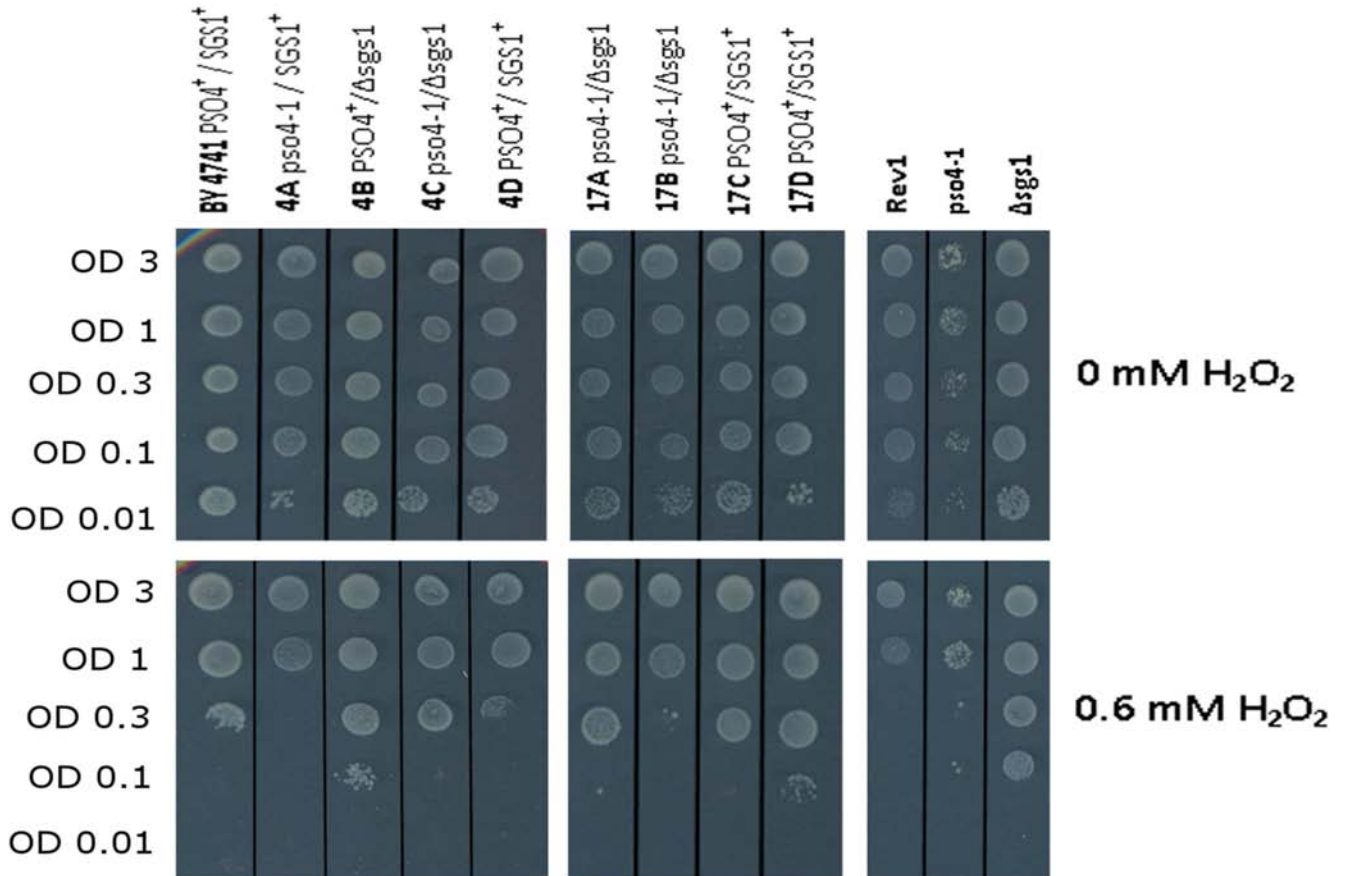 BY 4741 PSO4⁺ / SGS1⁺
4A pso4-1 / SGS1⁺
4B PSO4⁺/Δsgs1
4C pso4-1/Δsgs1
4D PSO4⁺/ SGS1⁺
17A pso4-1/Δsgs1
17B pso4-1/Δsgs1
17C PSO4⁺/SGS1⁺
17D PSO4⁺/SGS1⁺
Rev1
pso4-1
Δsgs1
OD 3
OD 1
OD 0.3
OD 0.1
OD 0.01
0 mM H₂O₂
OD 3
OD 1
OD 0.3
OD 0.1
OD 0.01
0.6 mM H₂O₂